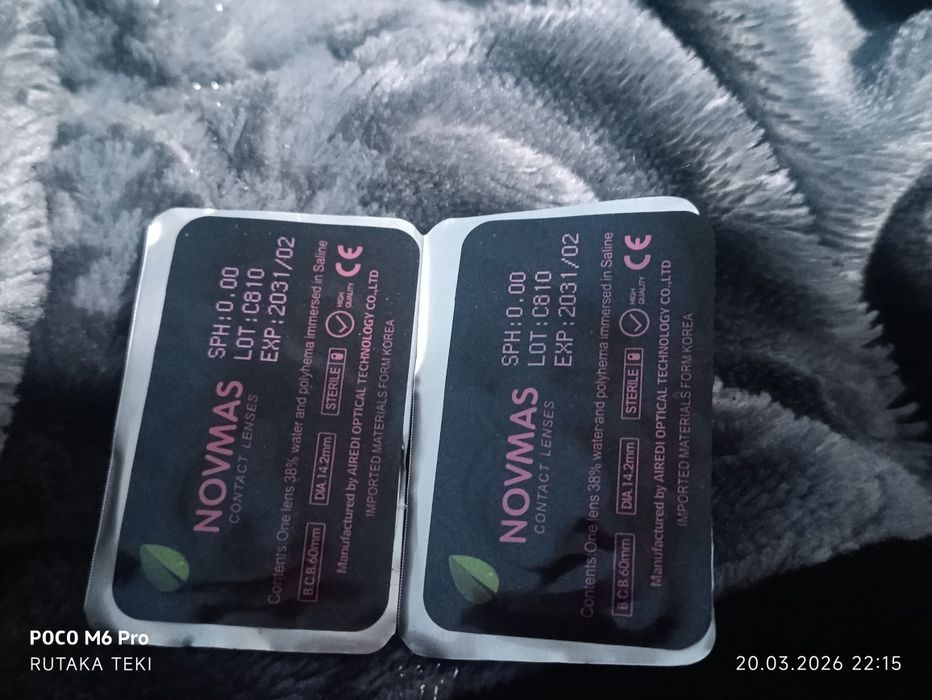 NOVMAS
CONTACT LENSES
SPH:0.00
LOT:C810
EXP:2031/02
Contents:One lens 38% water and polyhema immersed in Saline
B.C.8.60mm DIA.14.2mm STERILE HIGH QUALITY CE
Manufactured by AIREDI OPTICAL TECHNOLOGY CO.,LTD
IMPORTED MATERIALS FORM KOREA
NOVMAS
CONTACT LENSES
SPH:0.00
LOT:C810
EXP:2031/02
Contents:One lens 38% water and polyhema immersed in Saline
B.C.8.60mm DIA.14.2mm STERILE HIGH QUALITY CE
Manufactured by AIREDI OPTICAL TECHNOLOGY CO.,LTD
IMPORTED MATERIALS FORM KOREA
POCO M6 Pro
RUTAKA TEKI
20.03.2026 22:15